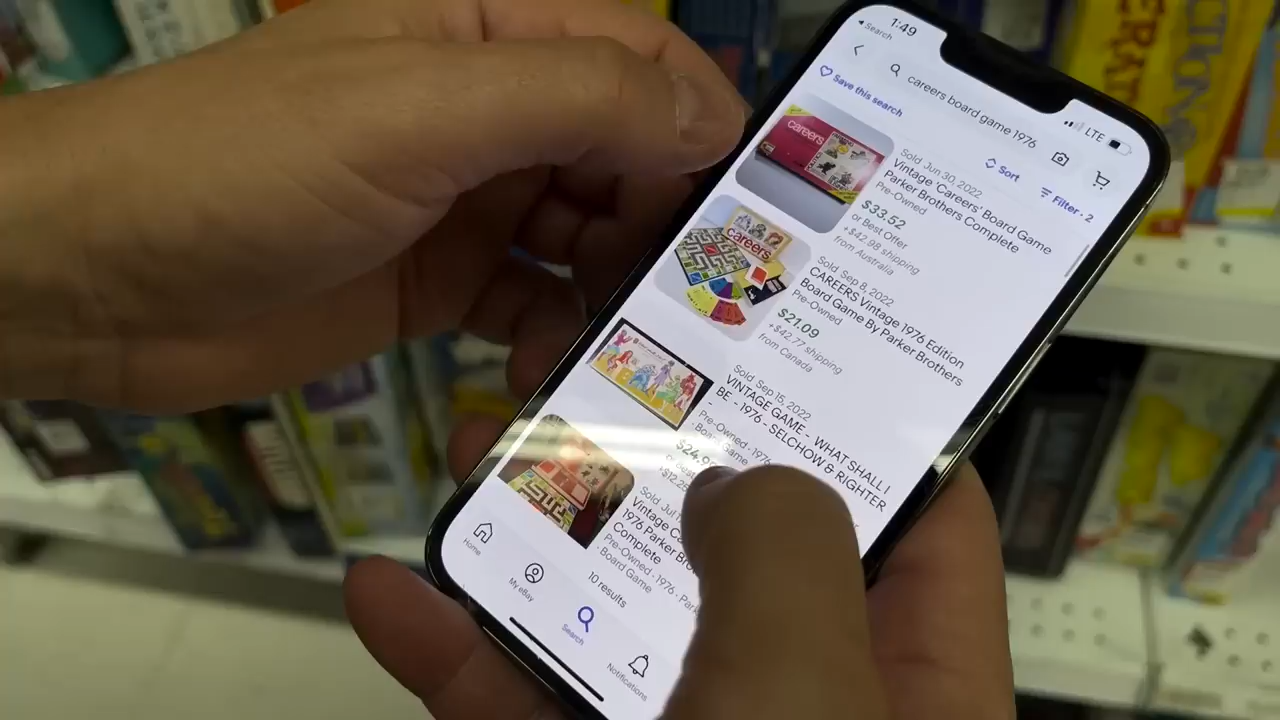 1:49
Search
LTE
careers board game 1976
Save this search
Sort
Filter · 2
careers
Sold Jun 30, 2022
Vintage 'Careers' Board Game
Parker Brothers Complete
Pre-Owned
$33.52
or Best Offer
+$42.98 shipping
from Australia
careers
Sold Sep 8, 2022
CAREERS Vintage 1976 Edition
Board Game By Parker Brothers
Pre-Owned
$21.09
+$42.77 shipping
from Canada
Sold Sep 15, 2022
VINTAGE GAME - WHAT SHALL I
BE - 1976 - SELCHOW & RIGHTER
Pre-Owned · 1976
Game
Sold
Vintage
1976 Parker
Complete
Pre-Owned · 1976 ·
· Board Game
10 results
Home
My eBay
Search
Notifications